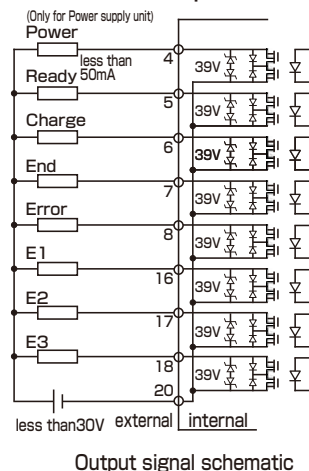 (Only for Power supply unit)
Power
less than
50mA
4
39V
Ready
5
39V
Charge
6
39V
End
7
39V
Error
8
39V
E1
16
39V
E2
17
39V
E3
18
39V
20
less than30V external internal
Output signal schematic